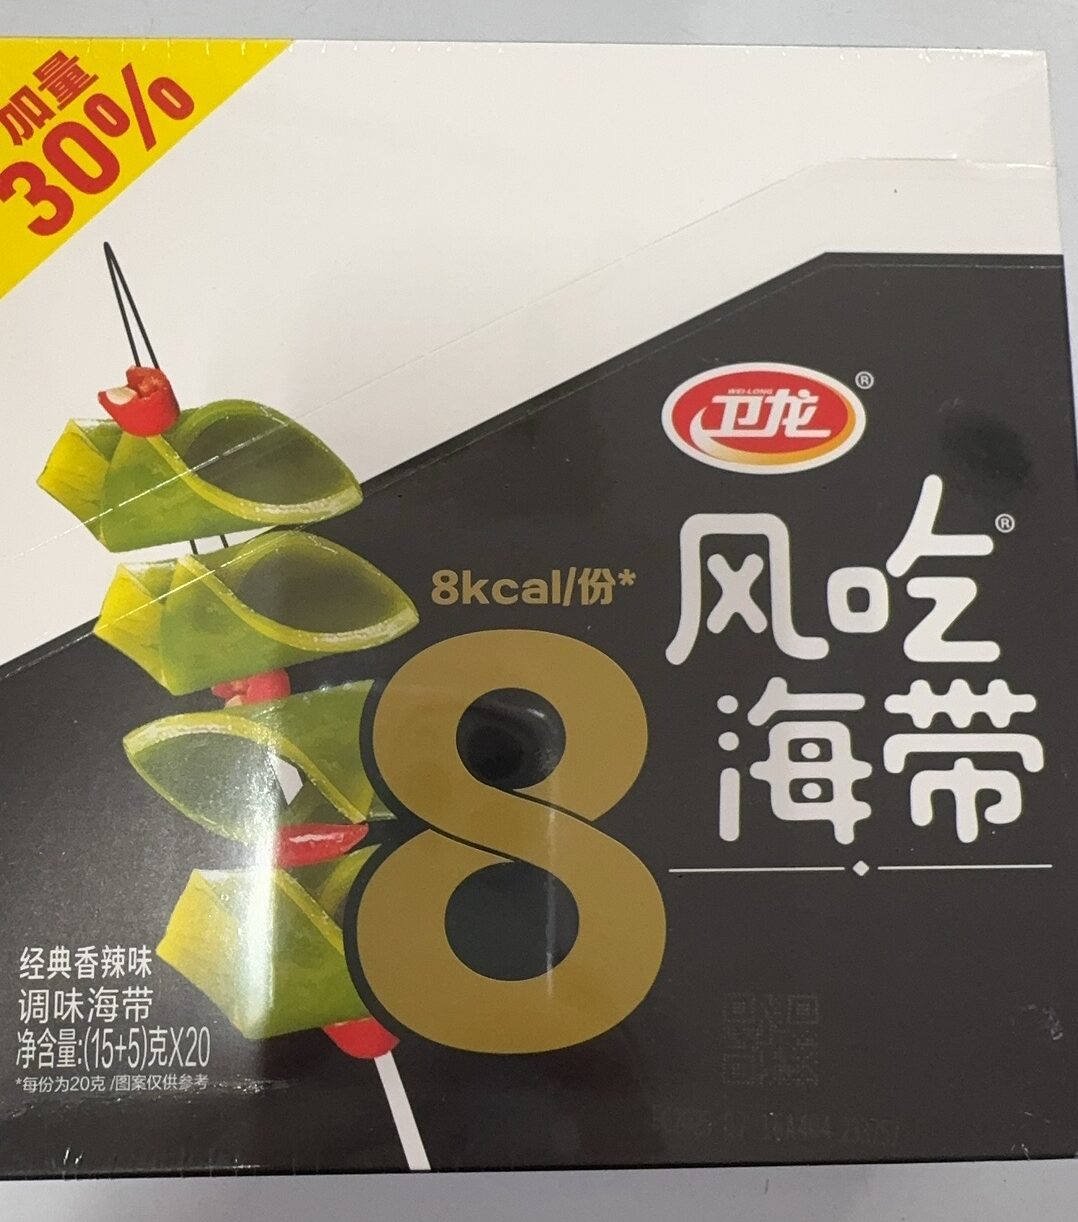 加量
30%
WEI-LONG
卫龙®
风吃®
海带
8kcal/份*
8
经典香辣味
调味海带
净含量:(15+5)克X20
*每份为20克 /图案仅供参考